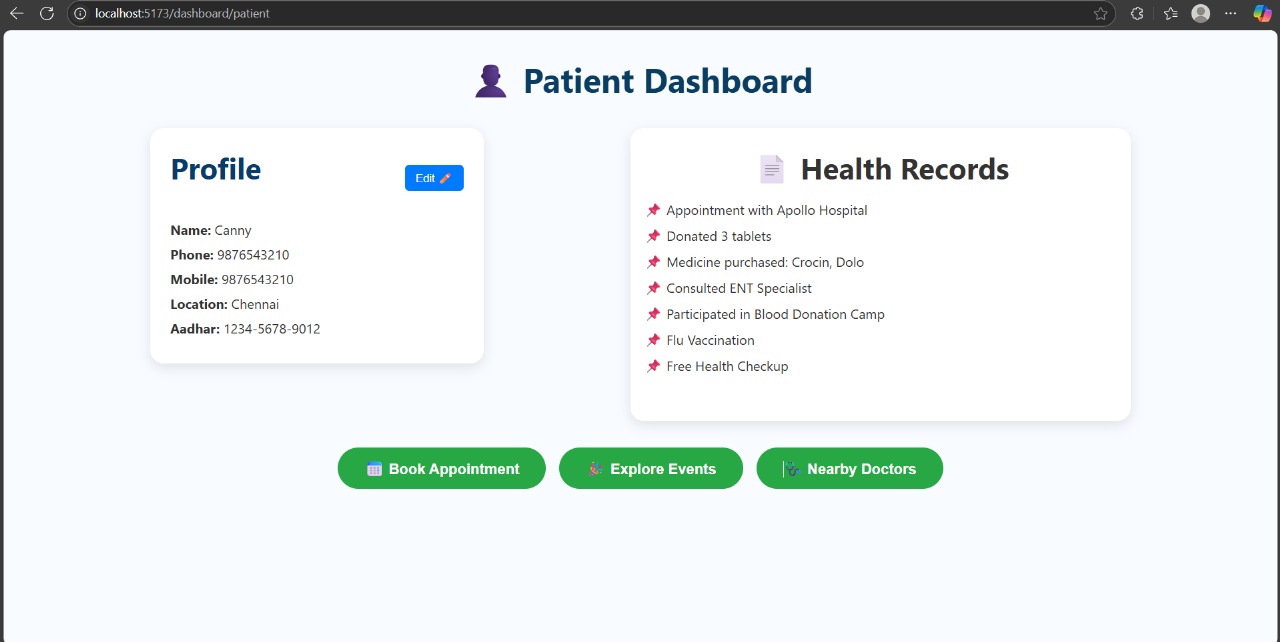 localhost:5173/dashboard/patient
Patient Dashboard
Profile
Edit
Name: Canny
Phone: 9876543210
Mobile: 9876543210
Location: Chennai
Aadhar: 1234-5678-9012
Health Records
Appointment with Apollo Hospital
Donated 3 tablets
Medicine purchased: Crocin, Dolo
Consulted ENT Specialist
Participated in Blood Donation Camp
Flu Vaccination
Free Health Checkup
Book Appointment
Explore Events
Nearby Doctors